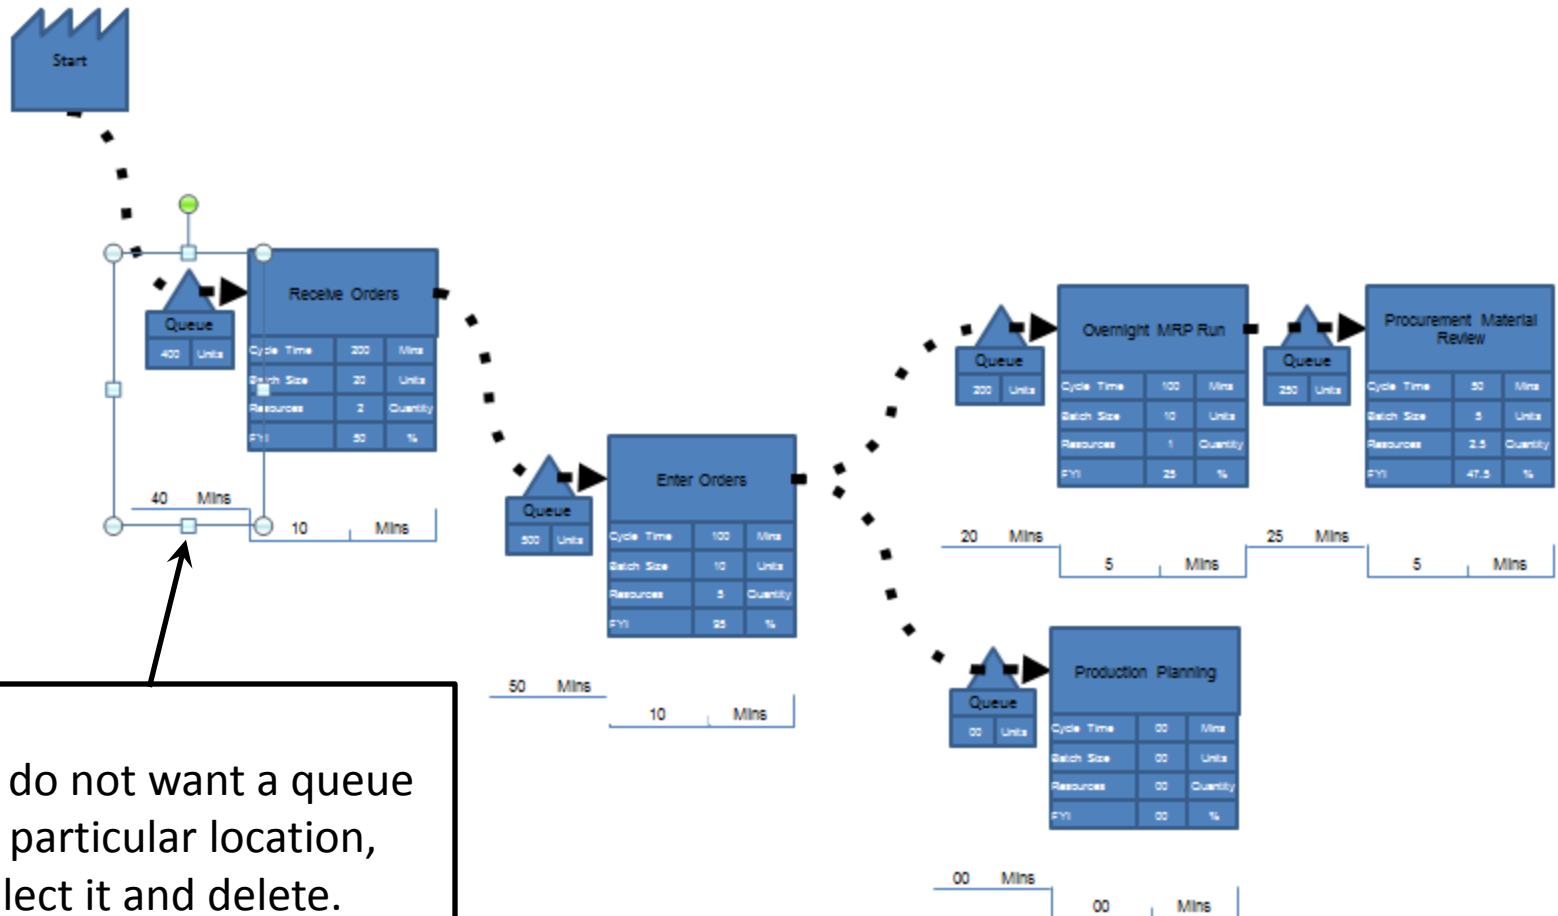 Start
Queue
400 Units
Receive Orders
Cycle Time 200 Mins
Batch Size 20 Units
Resources 2 Quantity
FYI 50 %
40 Mins
10 Mins
Queue
500 Units
Enter Orders
Cycle Time 100 Mins
Batch Size 10 Units
Resources 5 Quantity
FYI 95 %
50 Mins
10 Mins
Queue
200 Units
Overnight MRP Run
Cycle Time 100 Mins
Batch Size 10 Units
Resources 1 Quantity
FYI 25 %
20 Mins
5 Mins
Queue
250 Units
Procurement Material
Review
Cycle Time 50 Mins
Batch Size 5 Units
Resources 2.5 Quantity
FYI 47.5 %
25 Mins
5 Mins
Queue
00 Units
Production Planning
Cycle Time 00 Mins
Batch Size 00 Units
Resources 00 Quantity
FYI 00 %
00 Mins
00 Mins
do not want a queue
particular location,
lect it and delete.